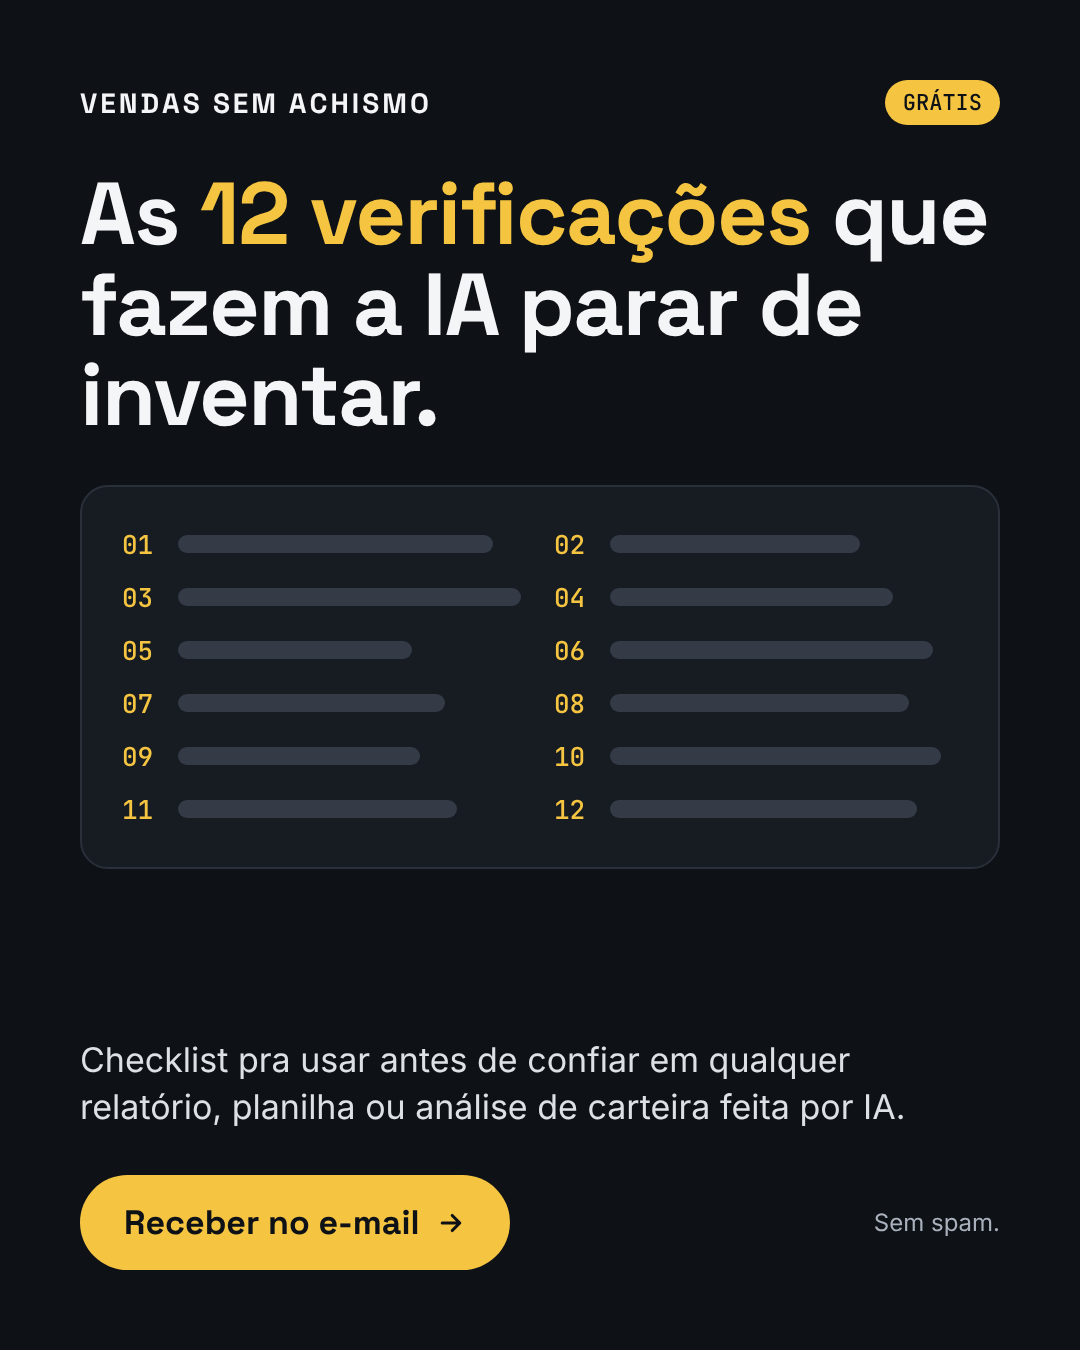 VENDAS SEM ACHISMO
GRÁTIS
As 12 verificações que
fazem a IA parar de
inventar.
01
02
03
04
05
06
07
08
09
10
11
12
Checklist pra usar antes de confiar em qualquer
relatório, planilha ou análise de carteira feita por IA.
Receber no e-mail →
Sem spam.